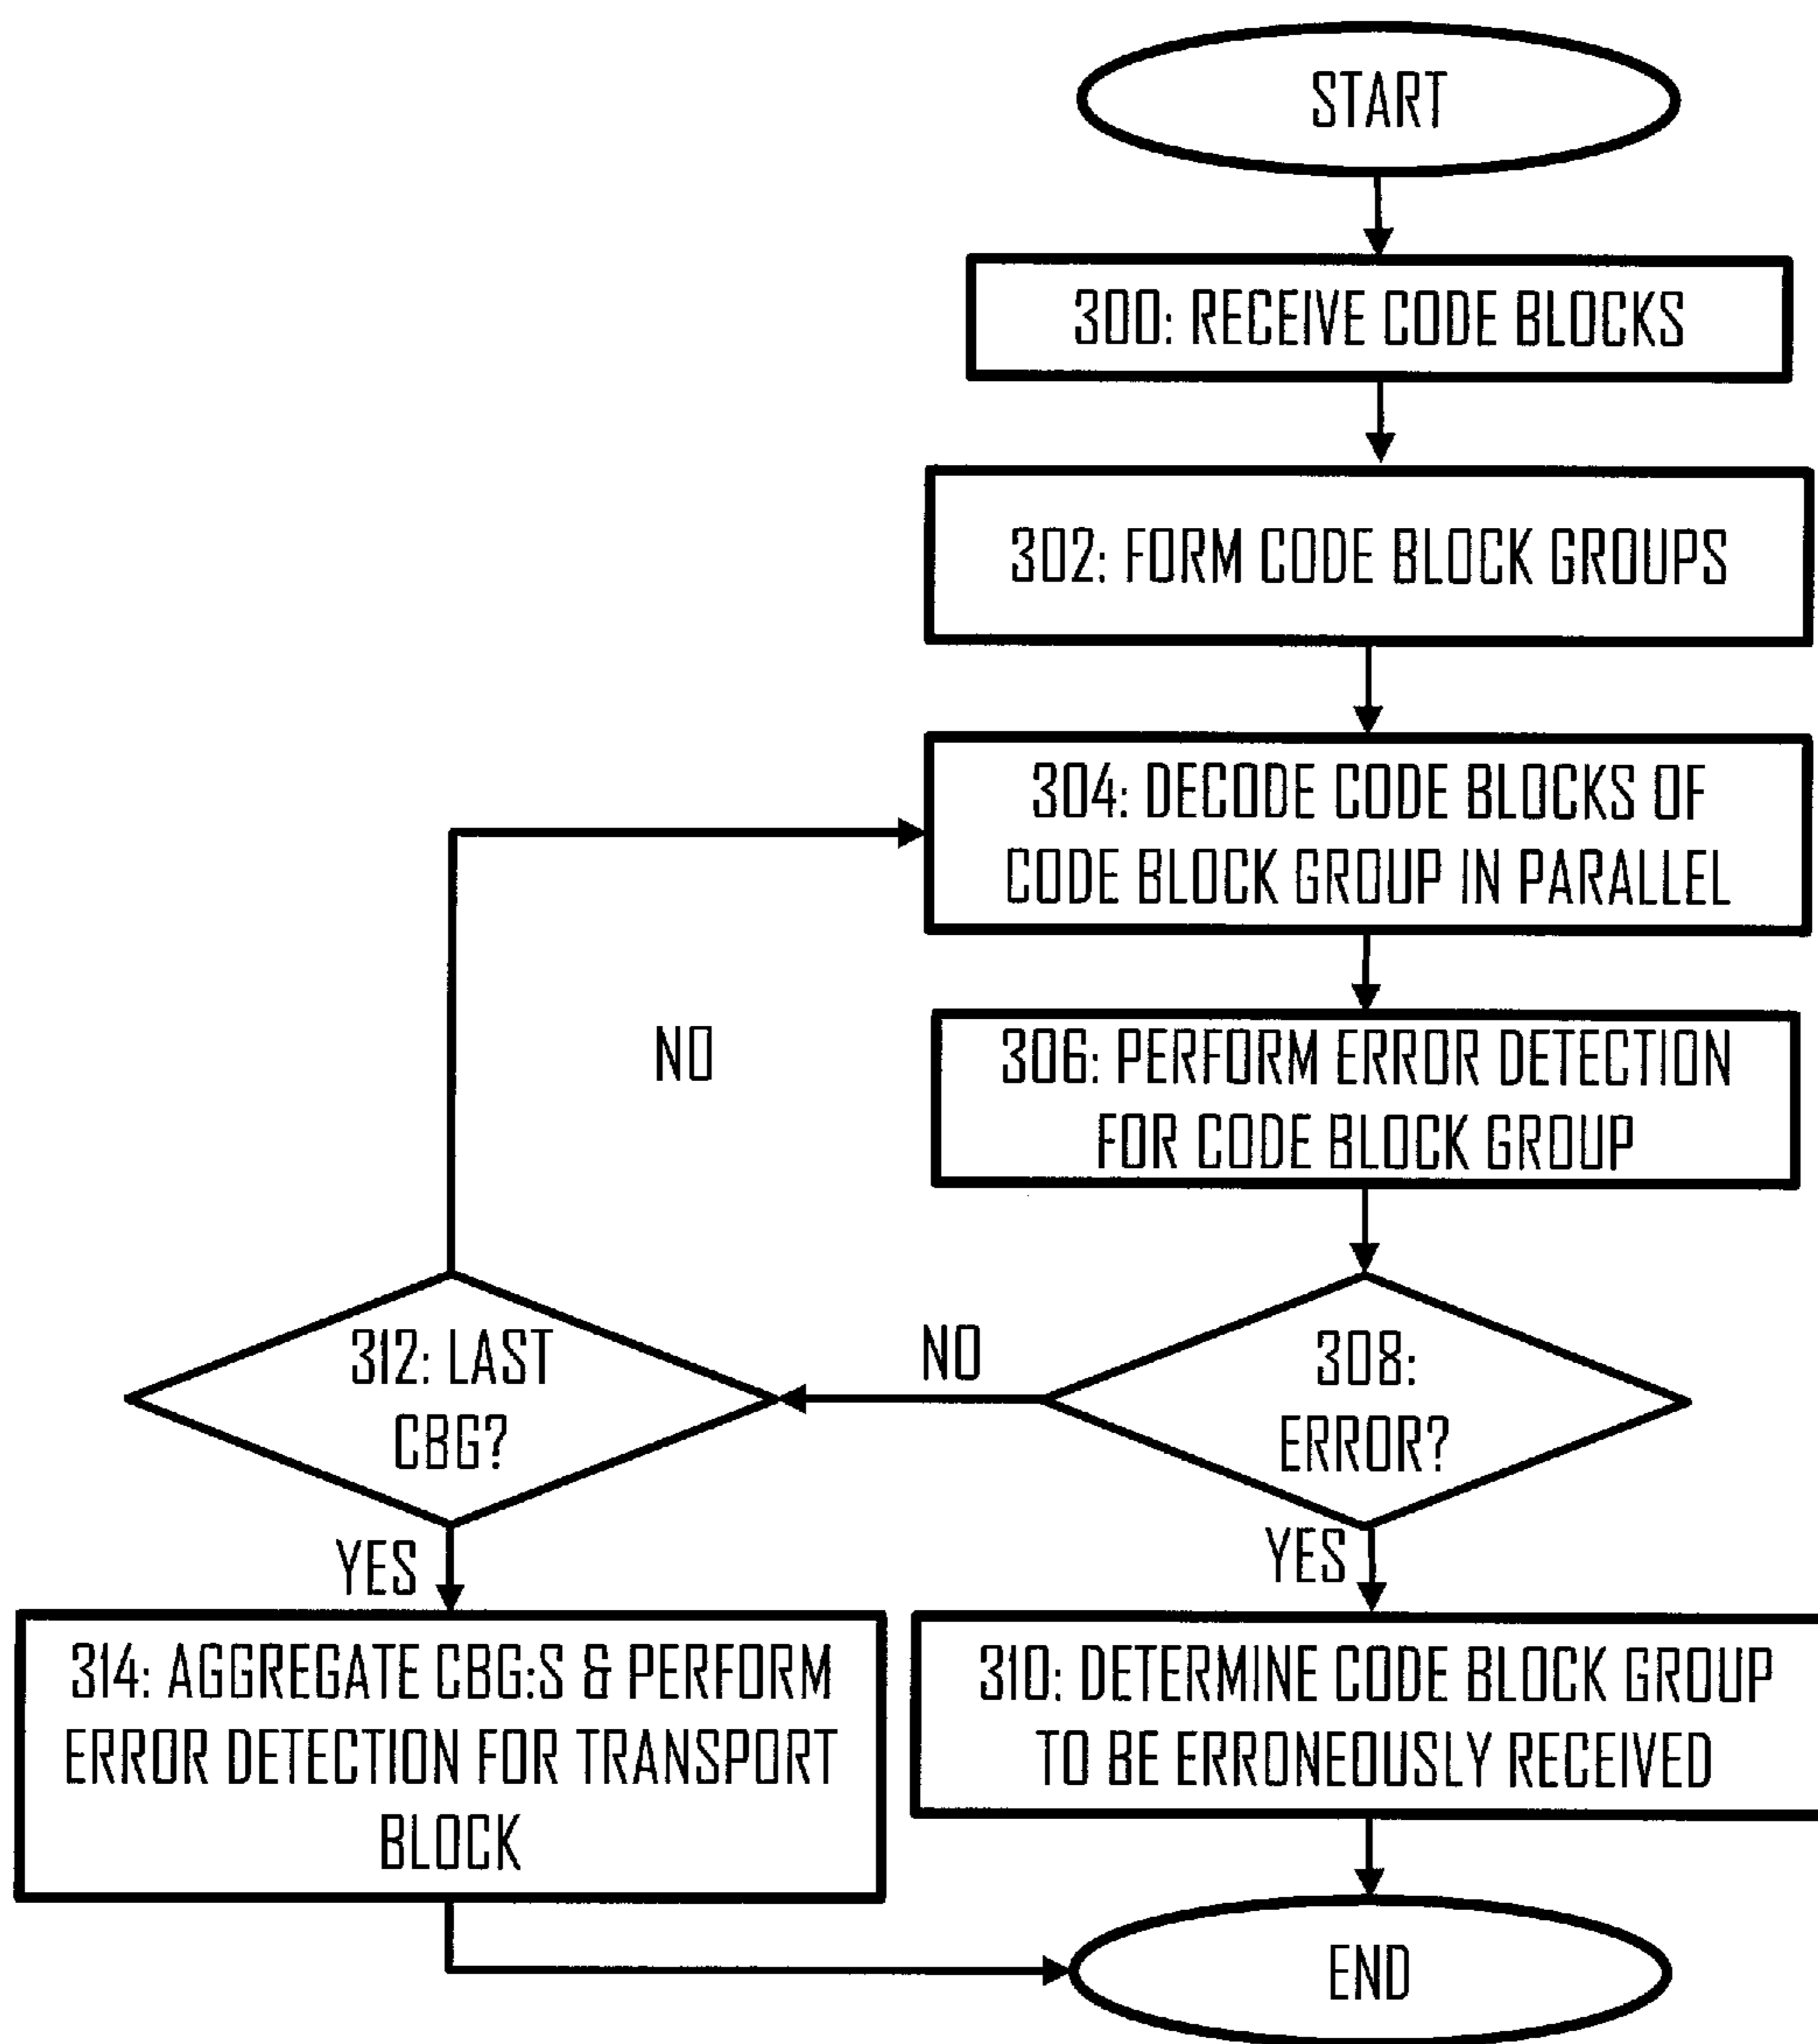 START
300: RECEIVE CODE BLOCKS
302: FORM CODE BLOCK GROUPS
304: DECODE CODE BLOCKS OF
CODE BLOCK GROUP IN PARALLEL
NO
306: PERFORM ERROR DETECTION
FOR CODE BLOCK GROUP
312: LAST
CBG?
NO
308:
ERROR?
YES
YES
314: AGGREGATE CBG:S & PERFORM
ERROR DETECTION FOR TRANSPORT
BLOCK
310: DETERMINE CODE BLOCK GROUP
TO BE ERRONEOUSLY RECEIVED
END